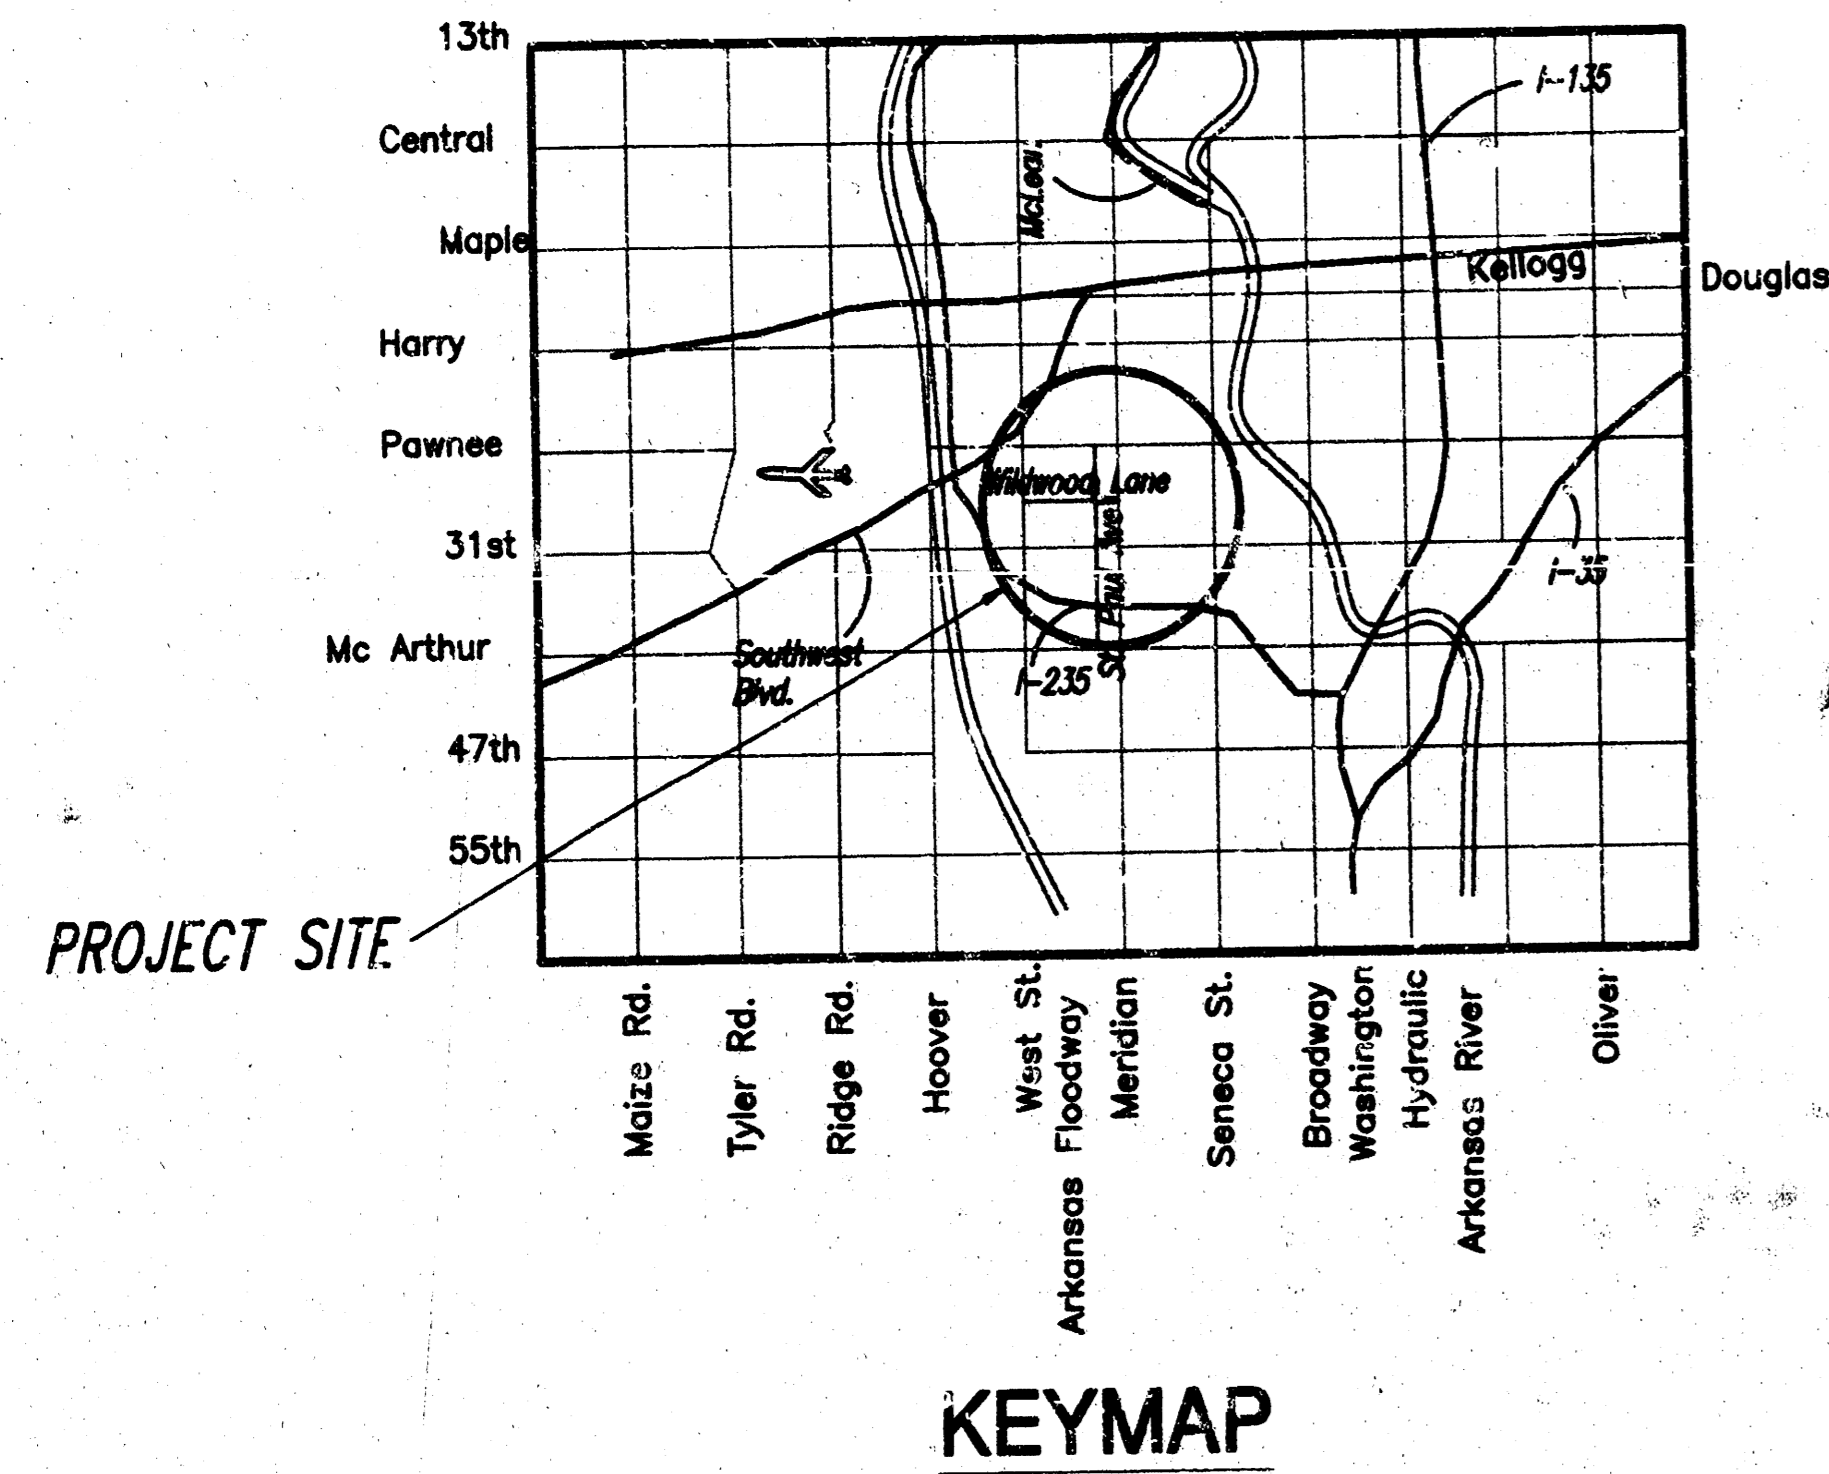 13th
I-135
Central
McLean
Maple
Kellogg
Douglas
Harry
Pawnee
Wildwood Lane
31st
St. Paul Ave.
I-35
Mc Arthur
Southwest
Blvd.
I-235
47th
55th
PROJECT SITE
Maize Rd.
Tyler Rd.
Ridge Rd.
Hoover
West St.
Arkansas Floodway
Meridian
Seneca St.
Broadway
Washington
Hydraulic
Arkansas River
Oliver
KEYMAP